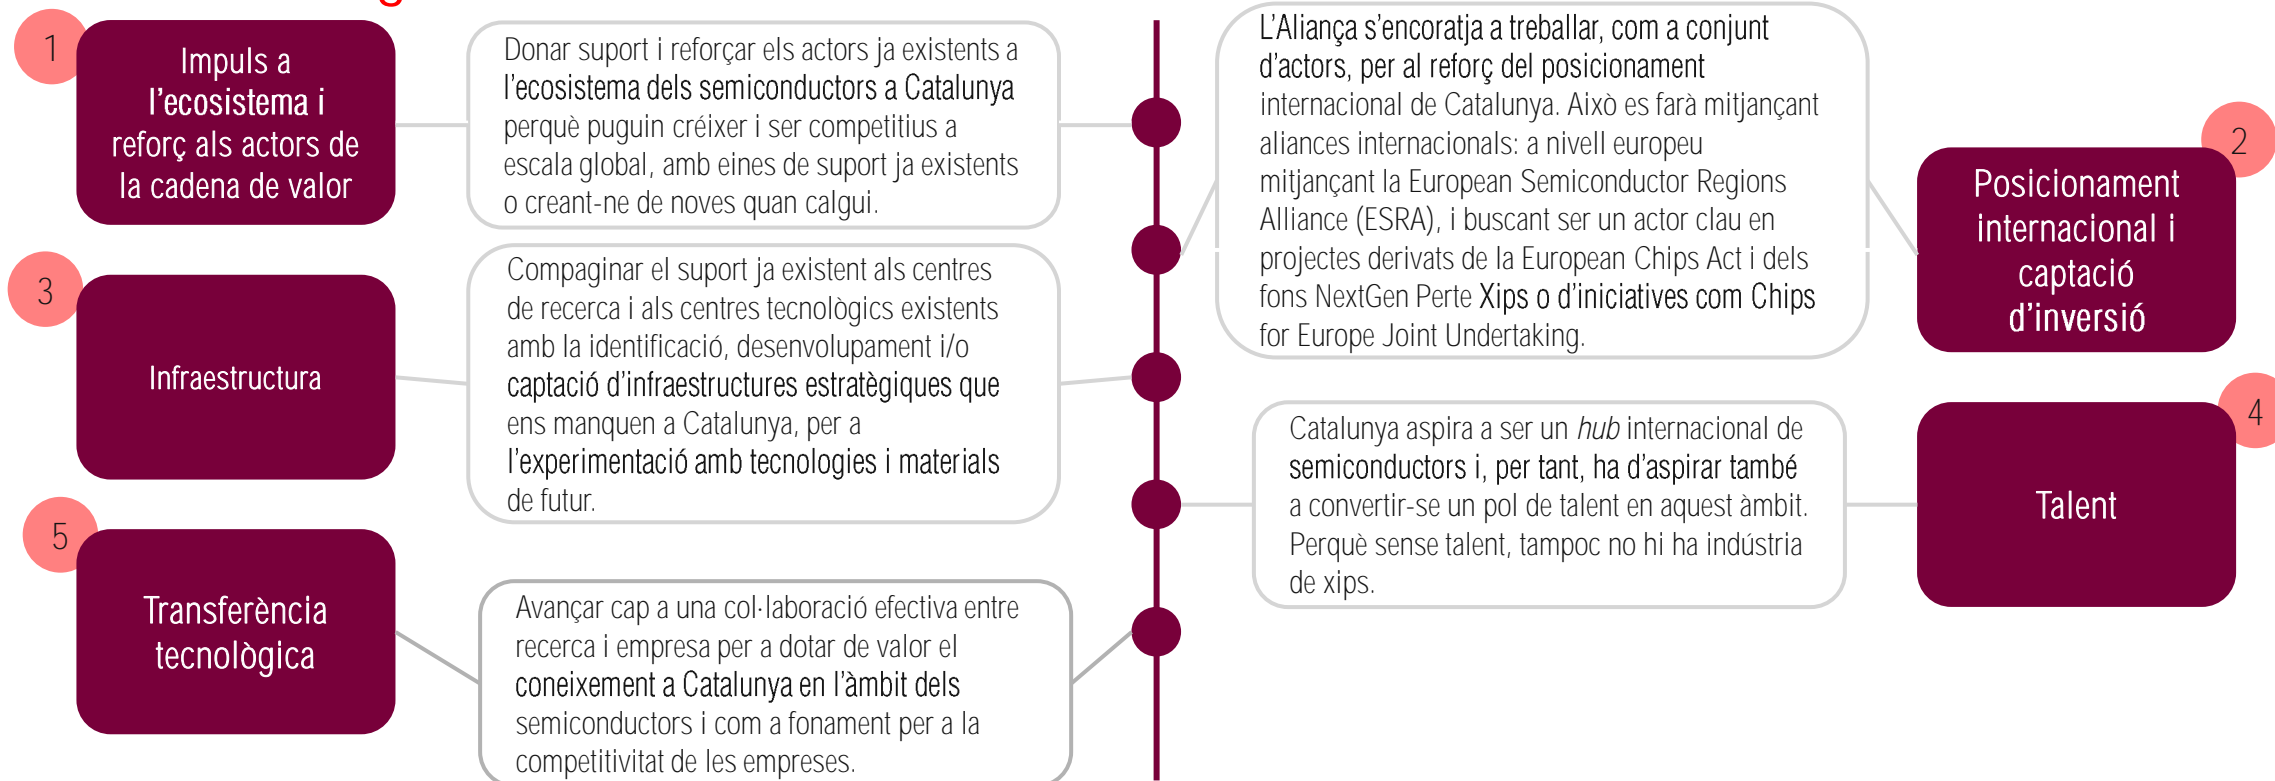 1
Impuls a
l’ecosistema i
reforç als actors de
la cadena de valor
Donar suport i reforçar els actors ja existents a
l’ecosistema dels semiconductors a Catalunya
perquè puguin créixer i ser competitius a
escala global, amb eines de suport ja existents
o creant-ne de noves quan calgui.
2
Posicionament
internacional i
captació
d’inversió
L’Aliança s’encoratja a treballar, com a conjunt
d’actors, per al reforç del posicionament
internacional de Catalunya. Això es farà mitjançant
aliances internacionals: a nivell europeu
mitjançant la European Semiconductor Regions
Alliance (ESRA), i buscant ser un actor clau en
projectes derivats de la European Chips Act i dels
fons NextGen Perte Xips o d’iniciatives com Chips
for Europe Joint Undertaking.
3
Infraestructura
Compaginar el suport ja existent als centres
de recerca i als centres tecnològics existents
amb la identificació, desenvolupament i/o
captació d’infraestructures estratègiques que
ens manquen a Catalunya, per a
l’experimentació amb tecnologies i materials
de futur.
4
Talent
Catalunya aspira a ser un hub internacional de
semiconductors i, per tant, ha d’aspirar també
a convertir-se un pol de talent en aquest àmbit.
Perquè sense talent, tampoc no hi ha indústria
de xips.
5
Transferència
tecnològica
Avançar cap a una col·laboració efectiva entre
recerca i empresa per a dotar de valor el
coneixement a Catalunya en l’àmbit dels
semiconductors i com a fonament per a la
competitivitat de les empreses.